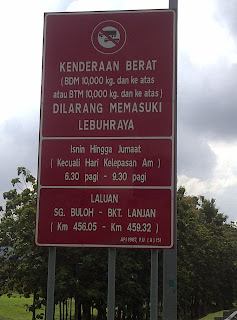 KENDERAAN BERAT
(BDM 10,000 kg. dan ke atas
atau BTM 10,000 kg. dan ke atas)
DILARANG MEMASUKI
LEBUHRAYA
Isnin Hingga Jumaat
( Kecuali Hari Kelepasan Am )
6.30 pagi - 9.30 pagi
LALUAN
SG. BULOH - BKT. LANJAN
( Km 456.05 - Km 459.32 )